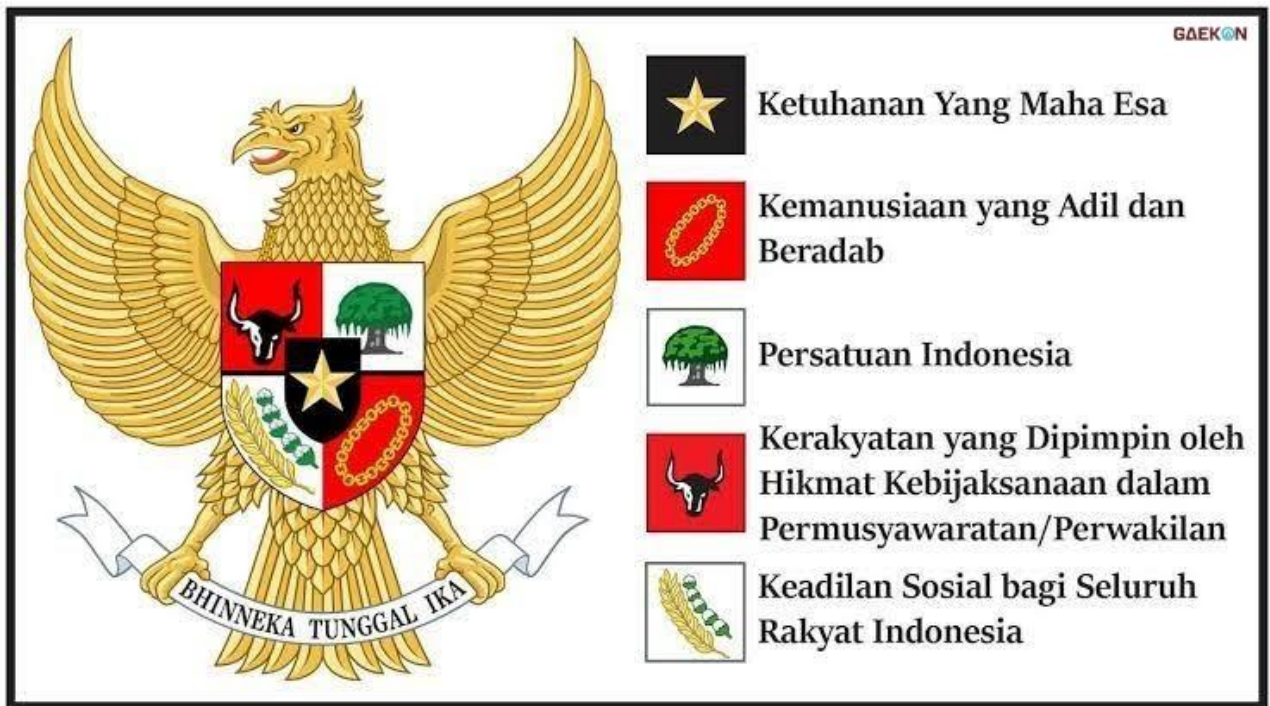 GAEKON
Ketuhanan Yang Maha Esa
Kemanusiaan yang Adil dan
Beradab
Persatuan Indonesia
Kerakyatan yang Dipimpin oleh
Hikmat Kebijaksanaan dalam
Permusyawaratan/Perwakilan
Keadilan Sosial bagi Seluruh
Rakyat Indonesia
BHINNEKA TUNGGAL IKA